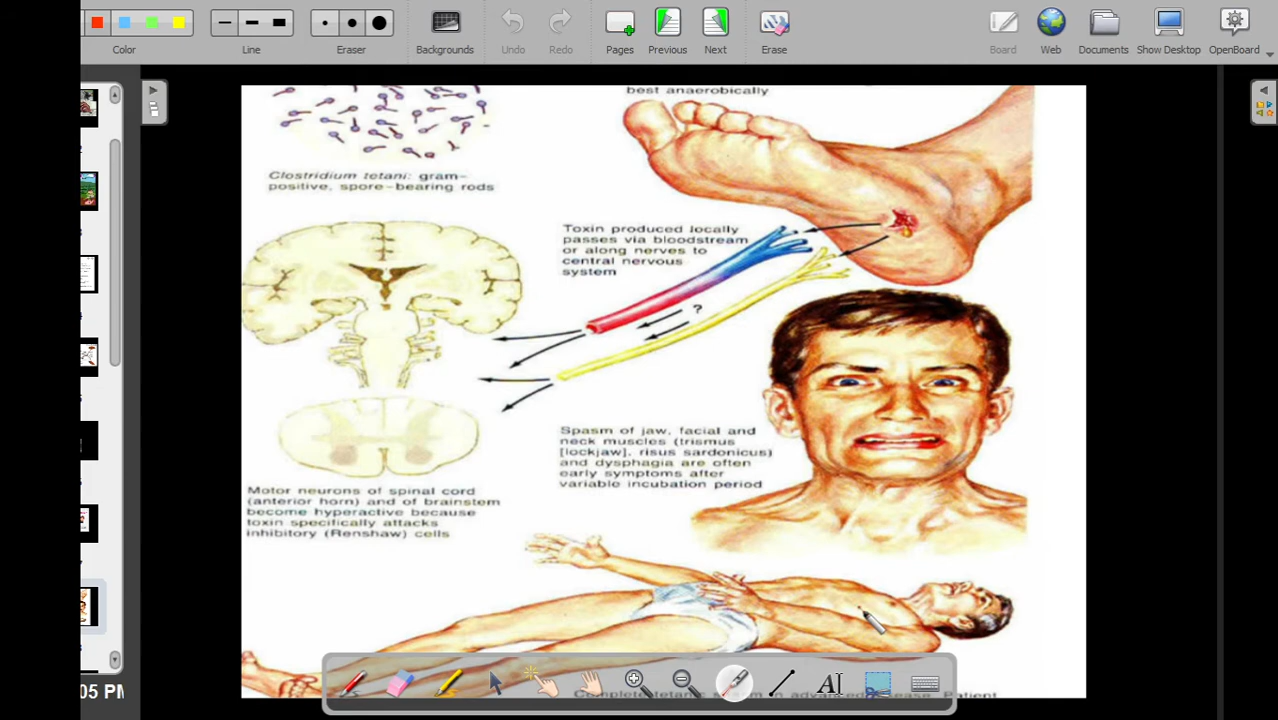 Color
Line
Eraser
Backgrounds
Undo
Redo
Pages
Previous
Next
Erase
Board
Web
Documents
Show Desktop
OpenBoard
best anaerobically
Clostridium tetani: gram-
positive, spore-bearing rods
Toxin produced locally
passes via bloodstream
or along nerves to
central nervous
system
?
Spasm of jaw, facial and
neck muscles (trismus
[lockjaw], risus sardonicus)
and dysphagia are often
early symptoms after
variable incubation period
Motor neurons of spinal cord
(anterior horn) and of brainstem
become hyperactive because
toxin specifically attacks
inhibitory (Renshaw) cells
05 PM